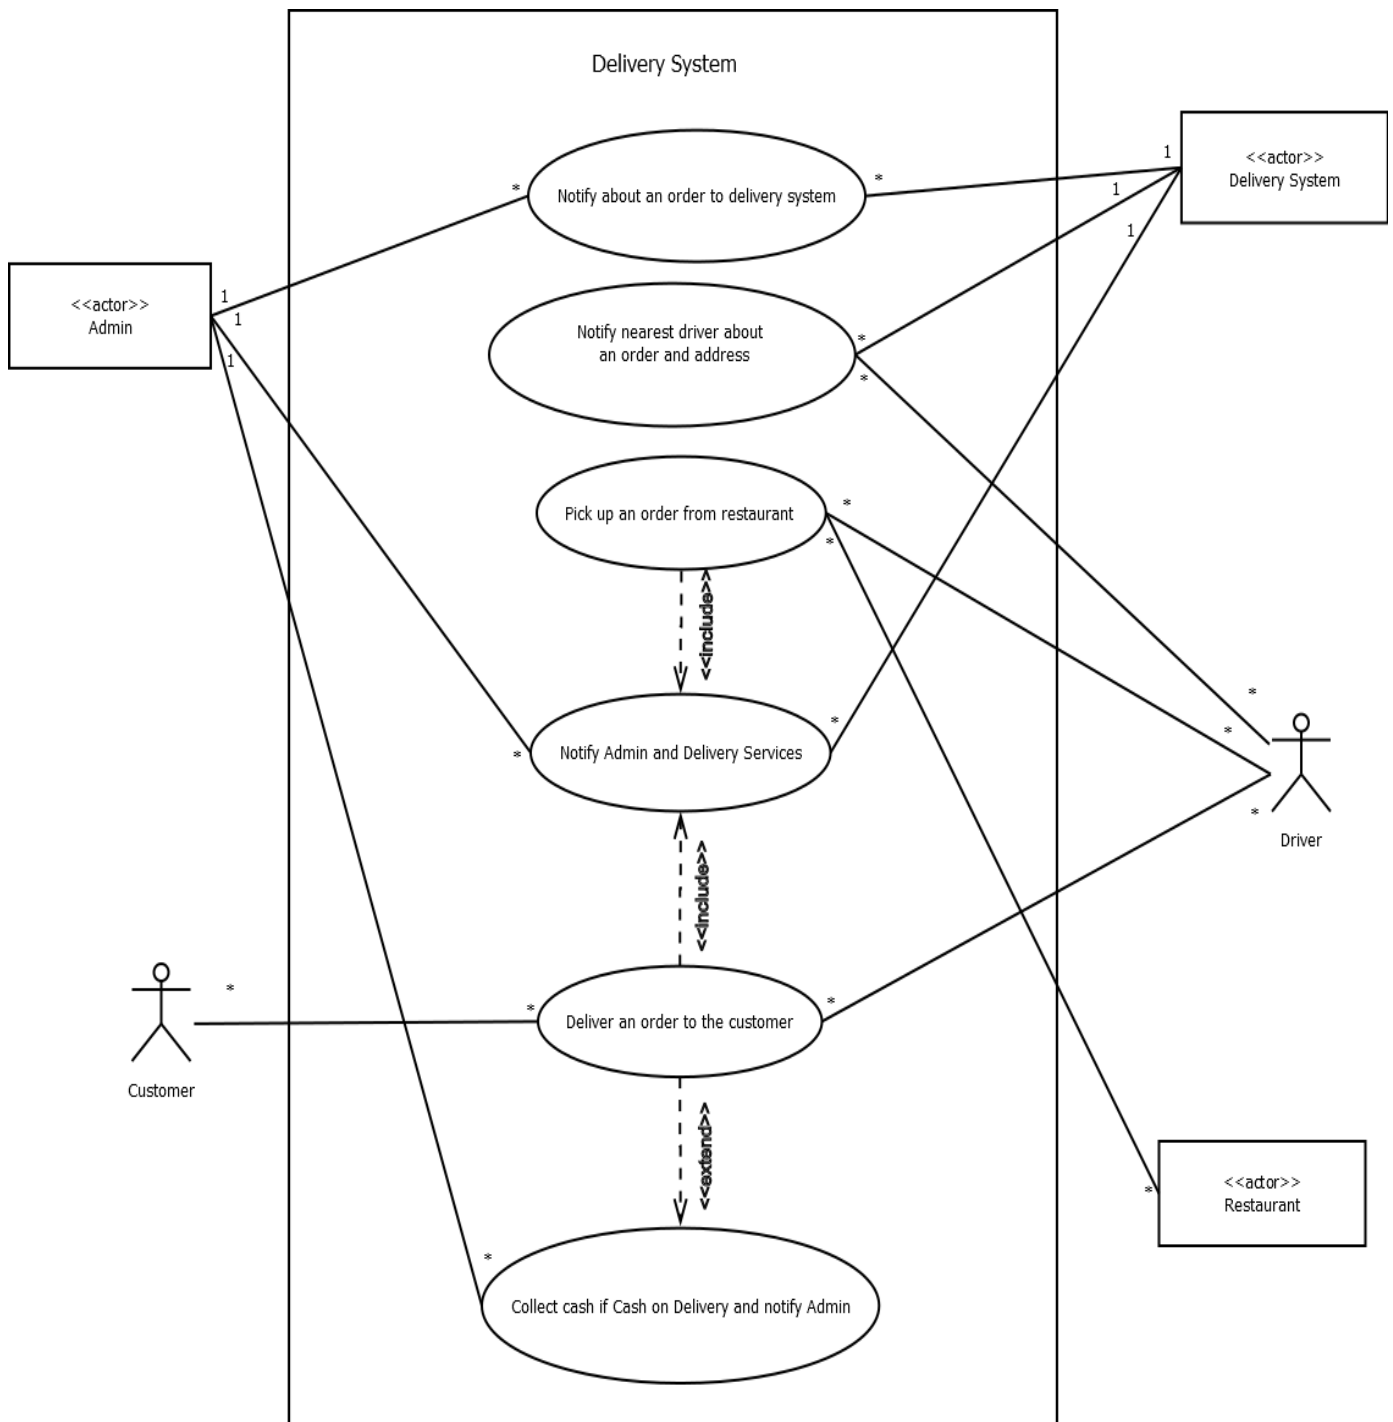 Delivery System
<<actor>>
Delivery System
1
*
*
1
1
Notify about an order to delivery system
<<actor>>
Admin
1
1
1
Notify nearest driver about
an order and address
*
*
Pick up an order from restaurant
*
*
<<include>>
*
*
*
Notify Admin and Delivery Services
*
*
Driver
<<include>>
*
*
*
Deliver an order to the customer
Customer
<<extend>>
<<actor>>
Restaurant
*
*
Collect cash if Cash on Delivery and notify Admin